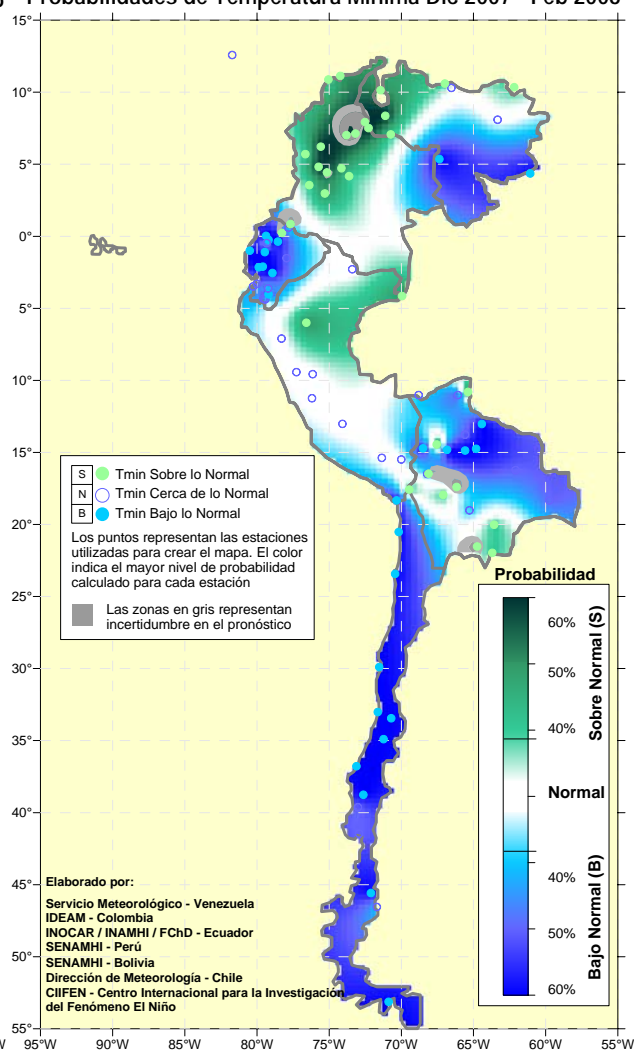 Probabilidades de Temperatura Mínima Dic 2007 - Feb 2008
15°
10°
5°
0°
5°
10°
15°
20°
25°
30°
35°
40°
45°
50°
55°
S Tmin Sobre lo Normal
N Tmin Cerca de lo Normal
B Tmin Bajo lo Normal
Los puntos representan las estaciones
utilizadas para crear el mapa. El color
indica el mayor nivel de probabilidad
calculado para cada estación
Las zonas en gris representan
incertidumbre en el pronóstico
Probabilidad
60%
50%
40%
Sobre Normal (S)
Normal
40%
50%
60%
Bajo Normal (B)
Elaborado por:
Servicio Meteorológico - Venezuela
IDEAM - Colombia
INOCAR / INAMHI / FChD - Ecuador
SENAMHI - Perú
SENAMHI - Bolivia
Dirección de Meteorología - Chile
CIIFEN - Centro Internacional para la Investigación
del Fenómeno El Niño
95°W 90°W 85°W 80°W 75°W 70°W 65°W 60°W 55°W